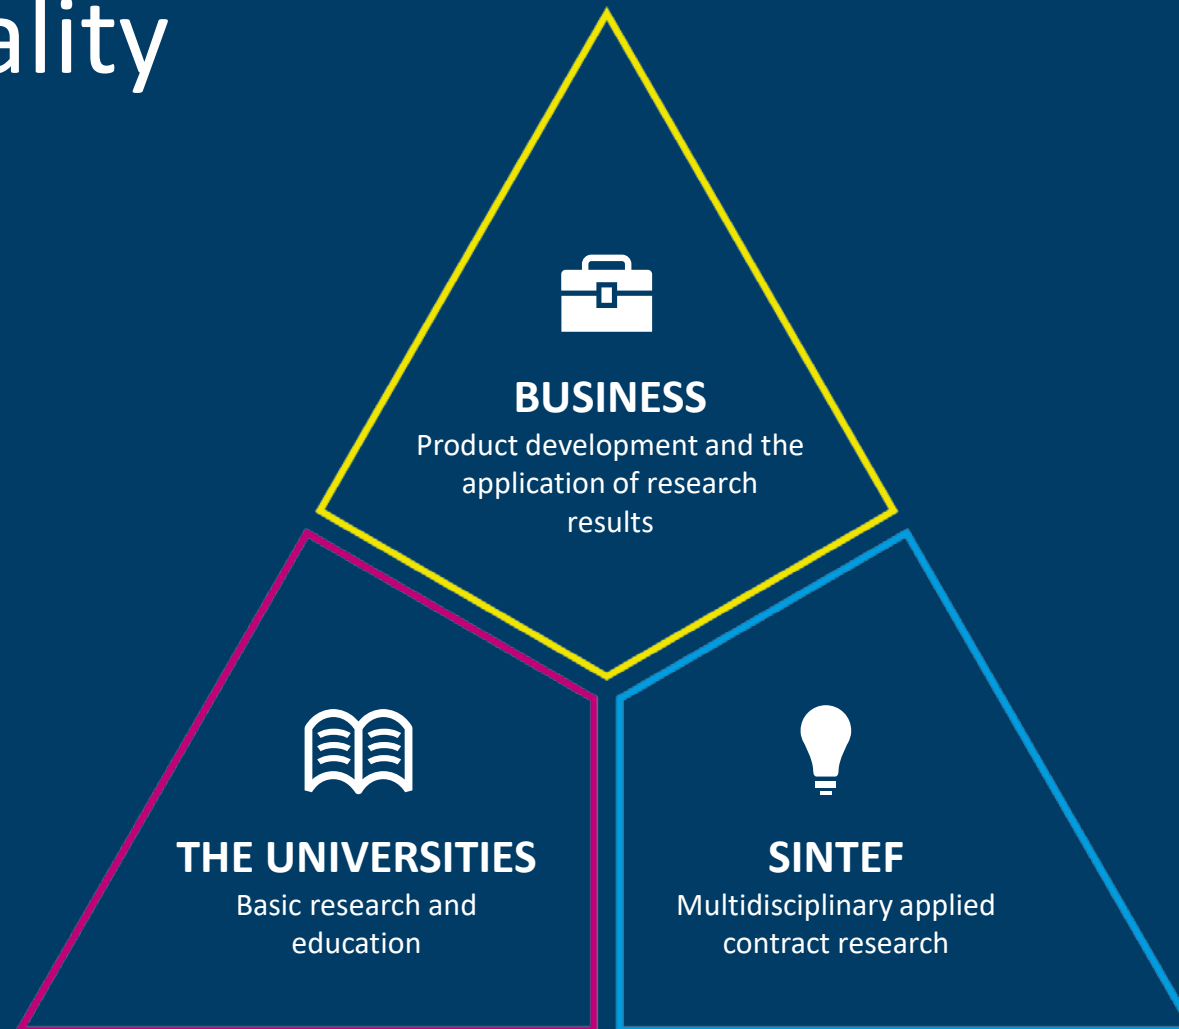 BUSINESS
Product development and the
application of research
results
THE UNIVERSITIES
Basic research and
education
SINTEF
Multidisciplinary applied
contract research